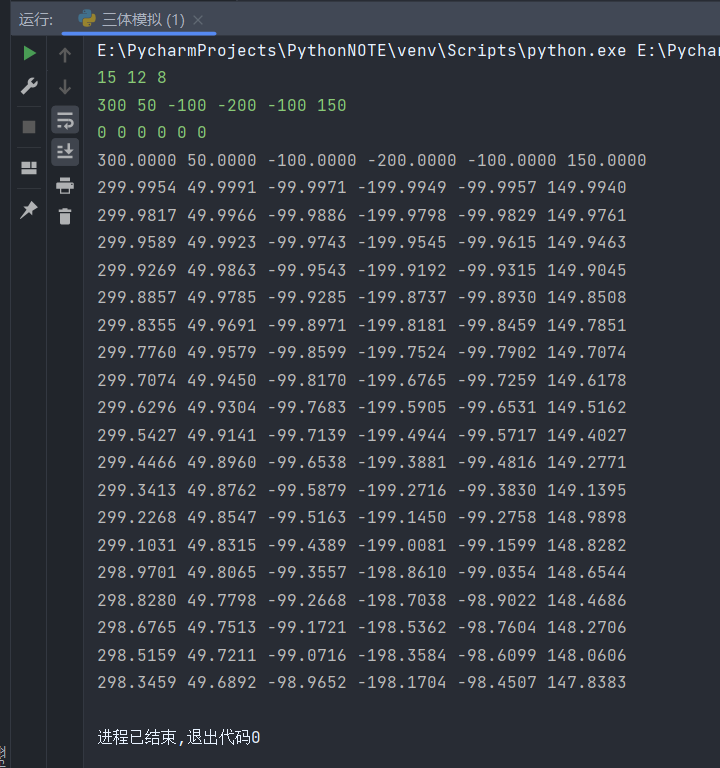 运行: 三体模拟 (1)
E:\PycharmProjects\PythonNOTE\venv\Scripts\python.exe E:\Pychar
15 12 8
300 50 -100 -200 -100 150
0 0 0 0 0 0
300.0000 50.0000 -100.0000 -200.0000 -100.0000 150.0000
299.9954 49.9991 -99.9971 -199.9949 -99.9957 149.9940
299.9817 49.9966 -99.9886 -199.9798 -99.9829 149.9761
299.9589 49.9923 -99.9743 -199.9545 -99.9615 149.9463
299.9269 49.9863 -99.9543 -199.9192 -99.9315 149.9045
299.8857 49.9785 -99.9285 -199.8737 -99.8930 149.8508
299.8355 49.9691 -99.8971 -199.8181 -99.8459 149.7851
299.7760 49.9579 -99.8599 -199.7524 -99.7902 149.7074
299.7074 49.9450 -99.8170 -199.6765 -99.7259 149.6178
299.6296 49.9304 -99.7683 -199.5905 -99.6531 149.5162
299.5427 49.9141 -99.7139 -199.4944 -99.5717 149.4027
299.4466 49.8960 -99.6538 -199.3881 -99.4816 149.2771
299.3413 49.8762 -99.5879 -199.2716 -99.3830 149.1395
299.2268 49.8547 -99.5163 -199.1450 -99.2758 148.9898
299.1031 49.8315 -99.4389 -199.0081 -99.1599 148.8282
298.9701 49.8065 -99.3557 -198.8610 -99.0354 148.6544
298.8280 49.7798 -99.2668 -198.7038 -98.9022 148.4686
298.6765 49.7513 -99.1721 -198.5362 -98.7604 148.2706
298.5159 49.7211 -99.0716 -198.3584 -98.6099 148.0606
298.3459 49.6892 -98.9652 -198.1704 -98.4507 147.8383
进程已结束,退出代码0